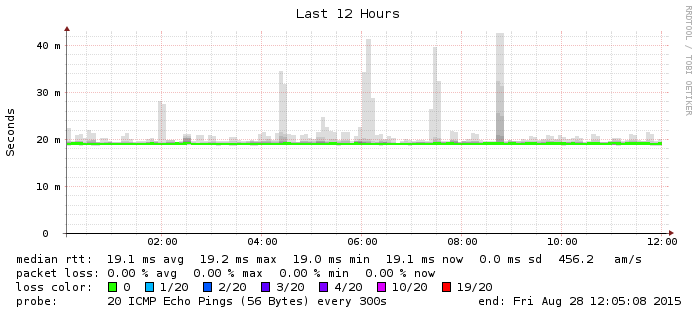 Last 12 Hours
RRDTOOL / TOBI OETIKER
Seconds
40 m
30 m
20 m
10 m
0
02:00 04:00 06:00 08:00 10:00 12:00
median rtt: 19.1 ms avg 19.2 ms max 19.0 ms min 19.1 ms now 0.0 ms sd 456.2 am/s
packet loss: 0.00 % avg 0.00 % max 0.00 % min 0.00 % now
loss color: 0 1/20 2/20 3/20 4/20 10/20 19/20
probe: 20 ICMP Echo Pings (56 Bytes) every 300s end: Fri Aug 28 12:05:08 2015